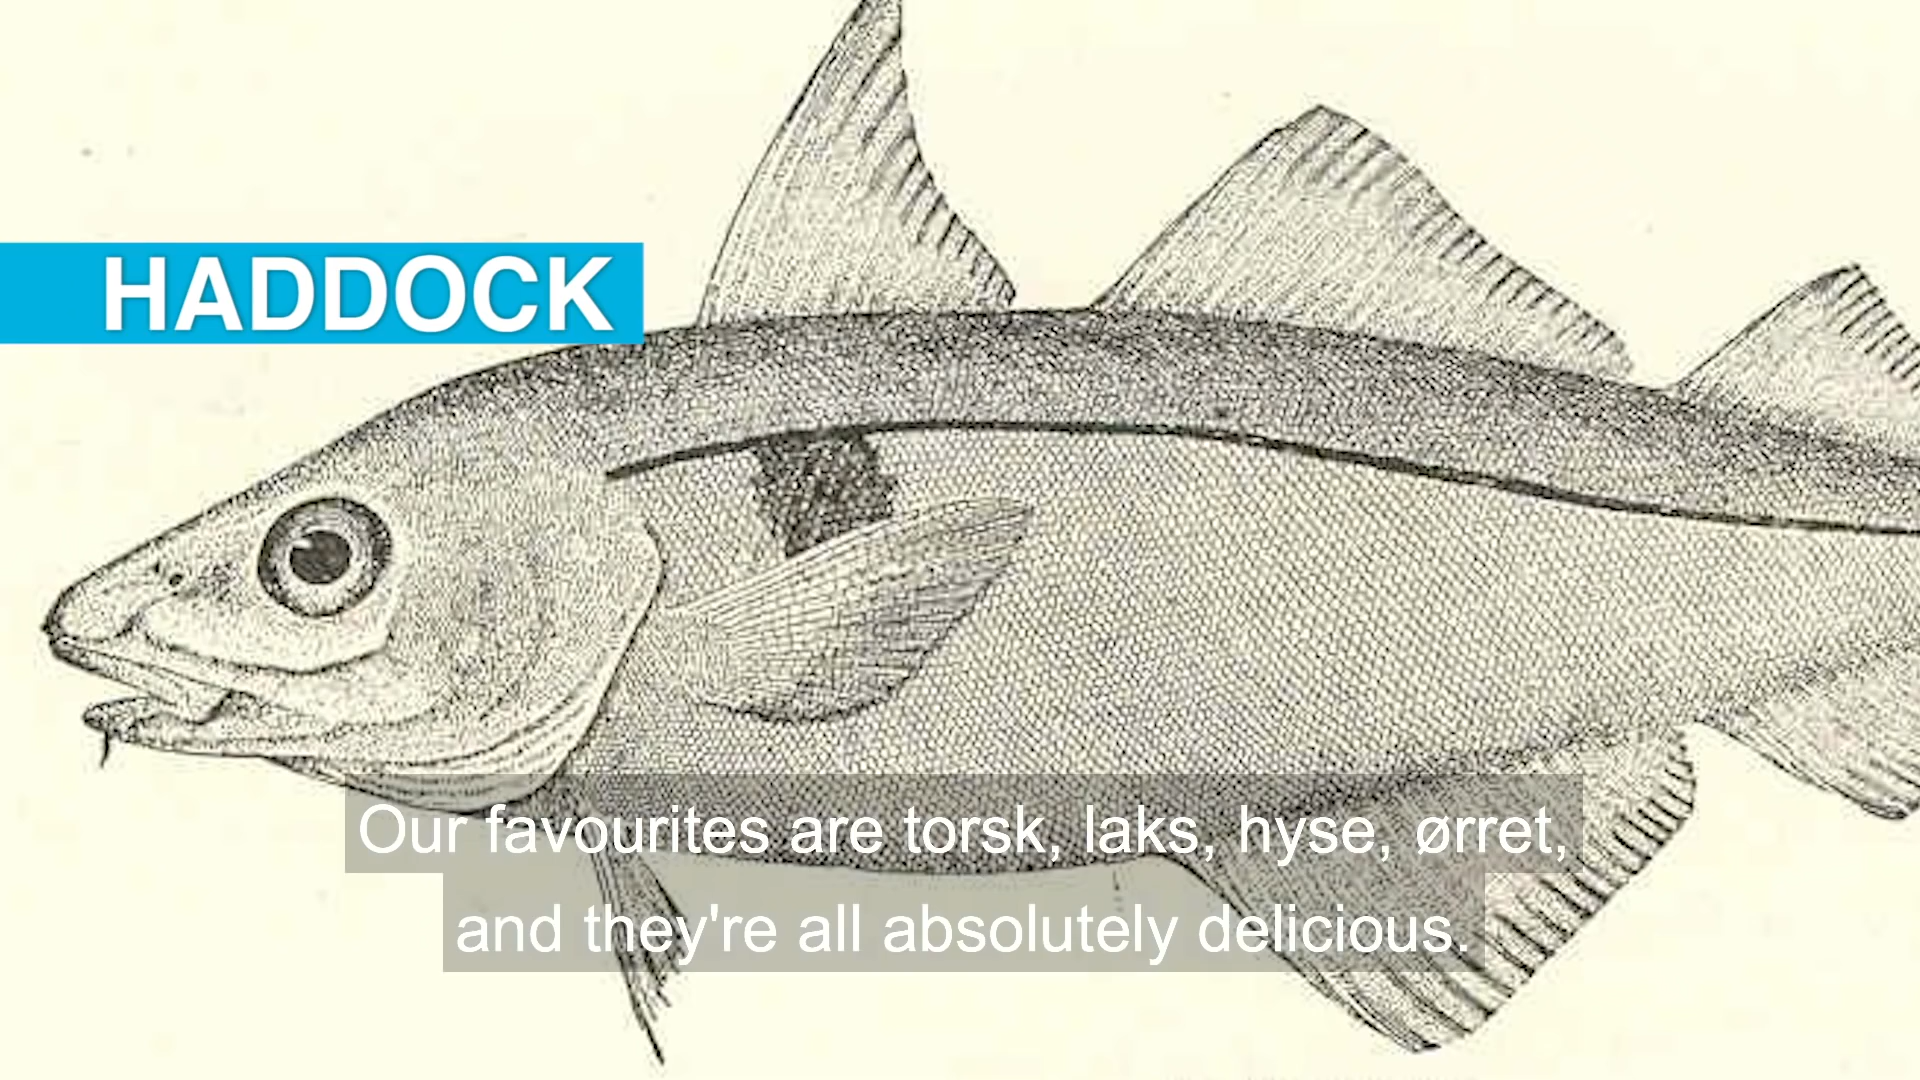 HADDOCK
Our favourites are torsk, laks, hyse, ørret,
and they're all absolutely delicious.